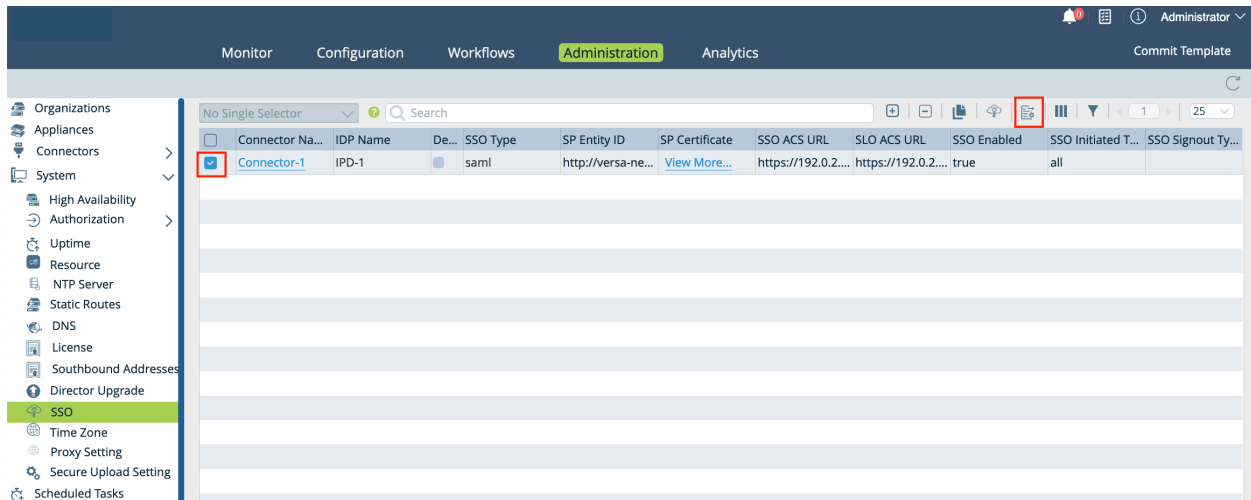 0 Administrator
Monitor Configuration Workflows Administration Analytics Commit Template
Organizations
Appliances
Connectors
System
High Availability
Authorization
Uptime
Resource
NTP Server
Static Routes
DNS
License
Southbound Addresses
Director Upgrade
SSO
Time Zone
Proxy Setting
Secure Upload Setting
Scheduled Tasks
No Single Selector ? Search 1 25
Connector Na... IDP Name De... SSO Type SP Entity ID SP Certificate SSO ACS URL SLO ACS URL SSO Enabled SSO Initiated T... SSO Signout Ty...
Connector-1 IPD-1 saml http://versa-ne... View More... https://192.0.2.... https://192.0.2.... true all